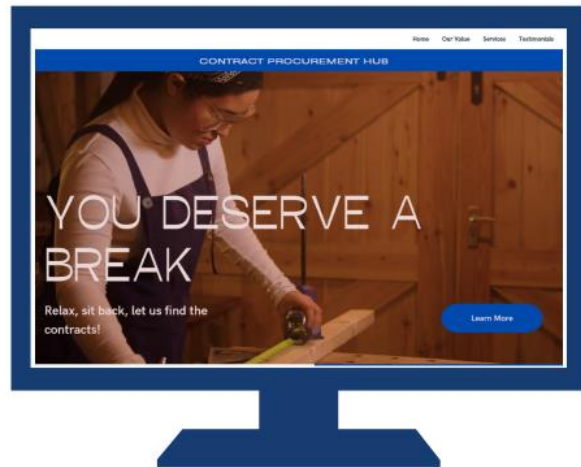 Home Our Value Services Testimonials
CONTRACT PROCUREMENT HUB
YOU DESERVE A
BREAK
Relax, sit back, let us find the
contracts!
Learn More